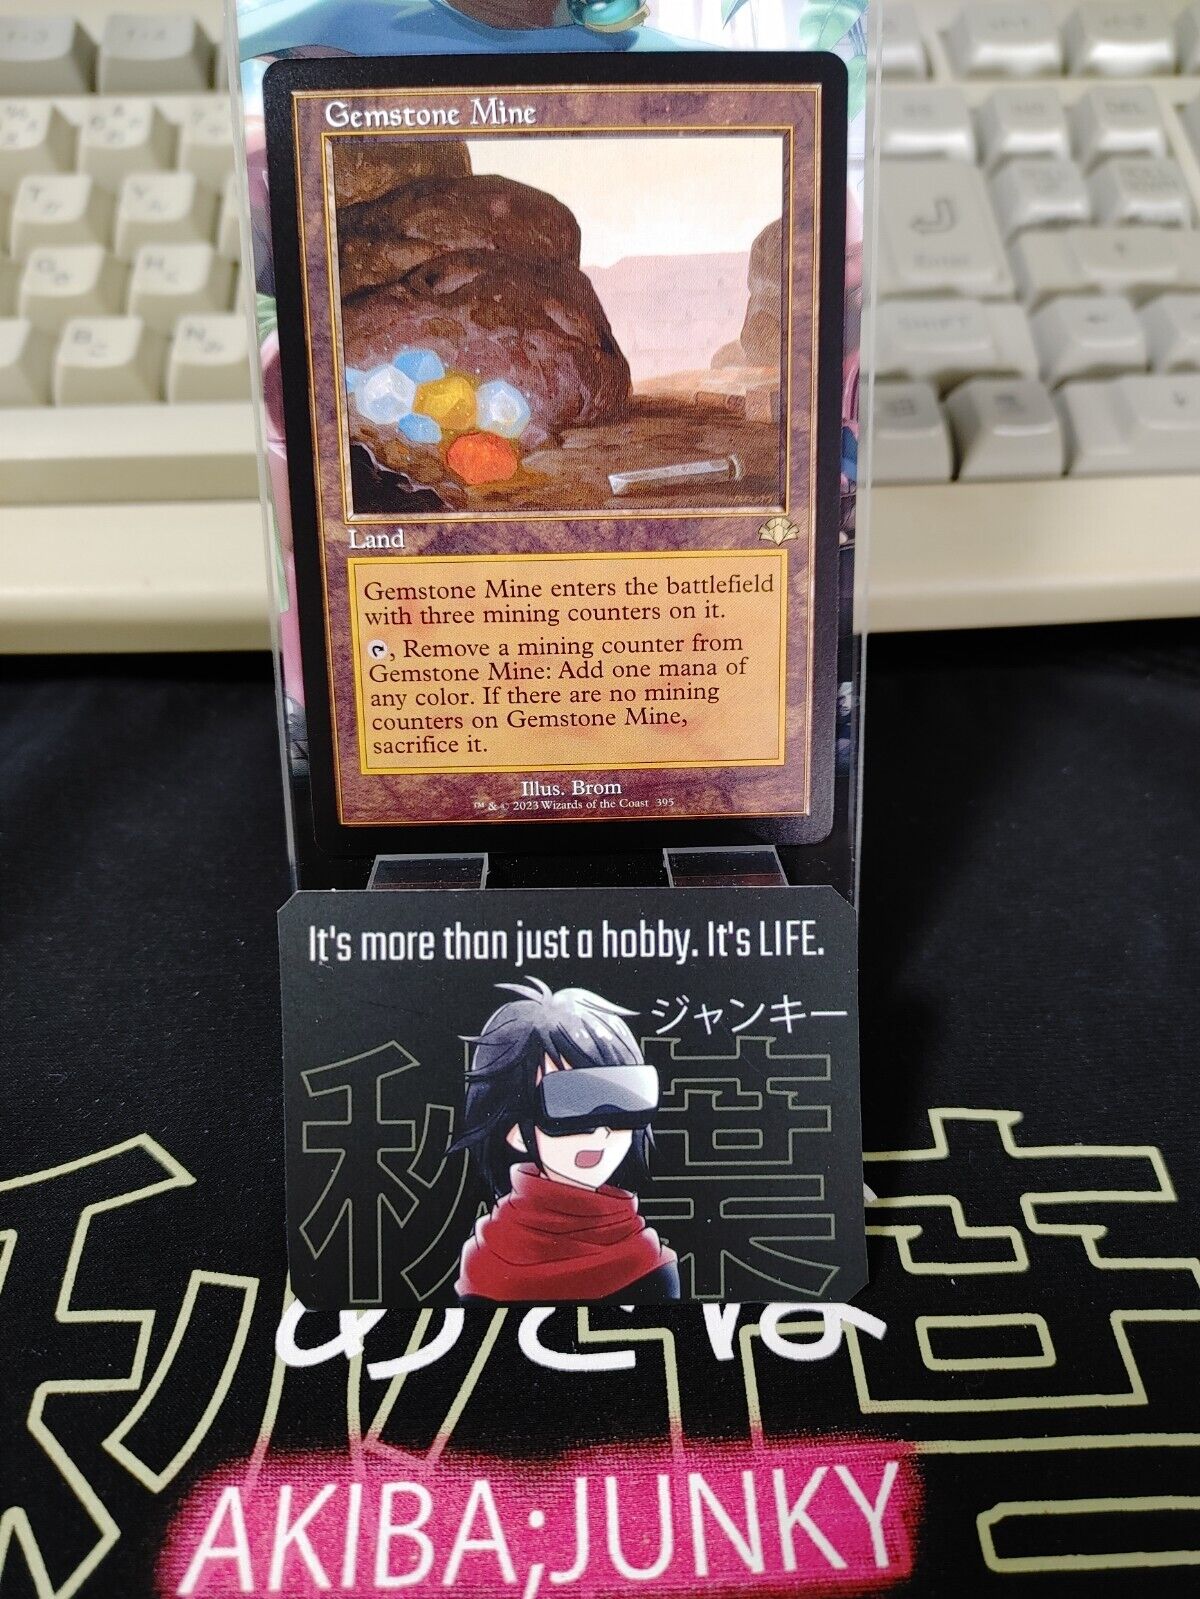 Gemstone Mine
Land
Gemstone Mine enters the battlefield
with three mining counters on it.
, Remove a mining counter from
Gemstone Mine: Add one mana of
any color. If there are no mining
counters on Gemstone Mine,
sacrifice it.
Illus. Brom
™ & © 2023 Wizards of the Coast 395
It's more than just a hobby. It's LIFE.
ジャンキー
秋葉
AKIBA;JUNKY